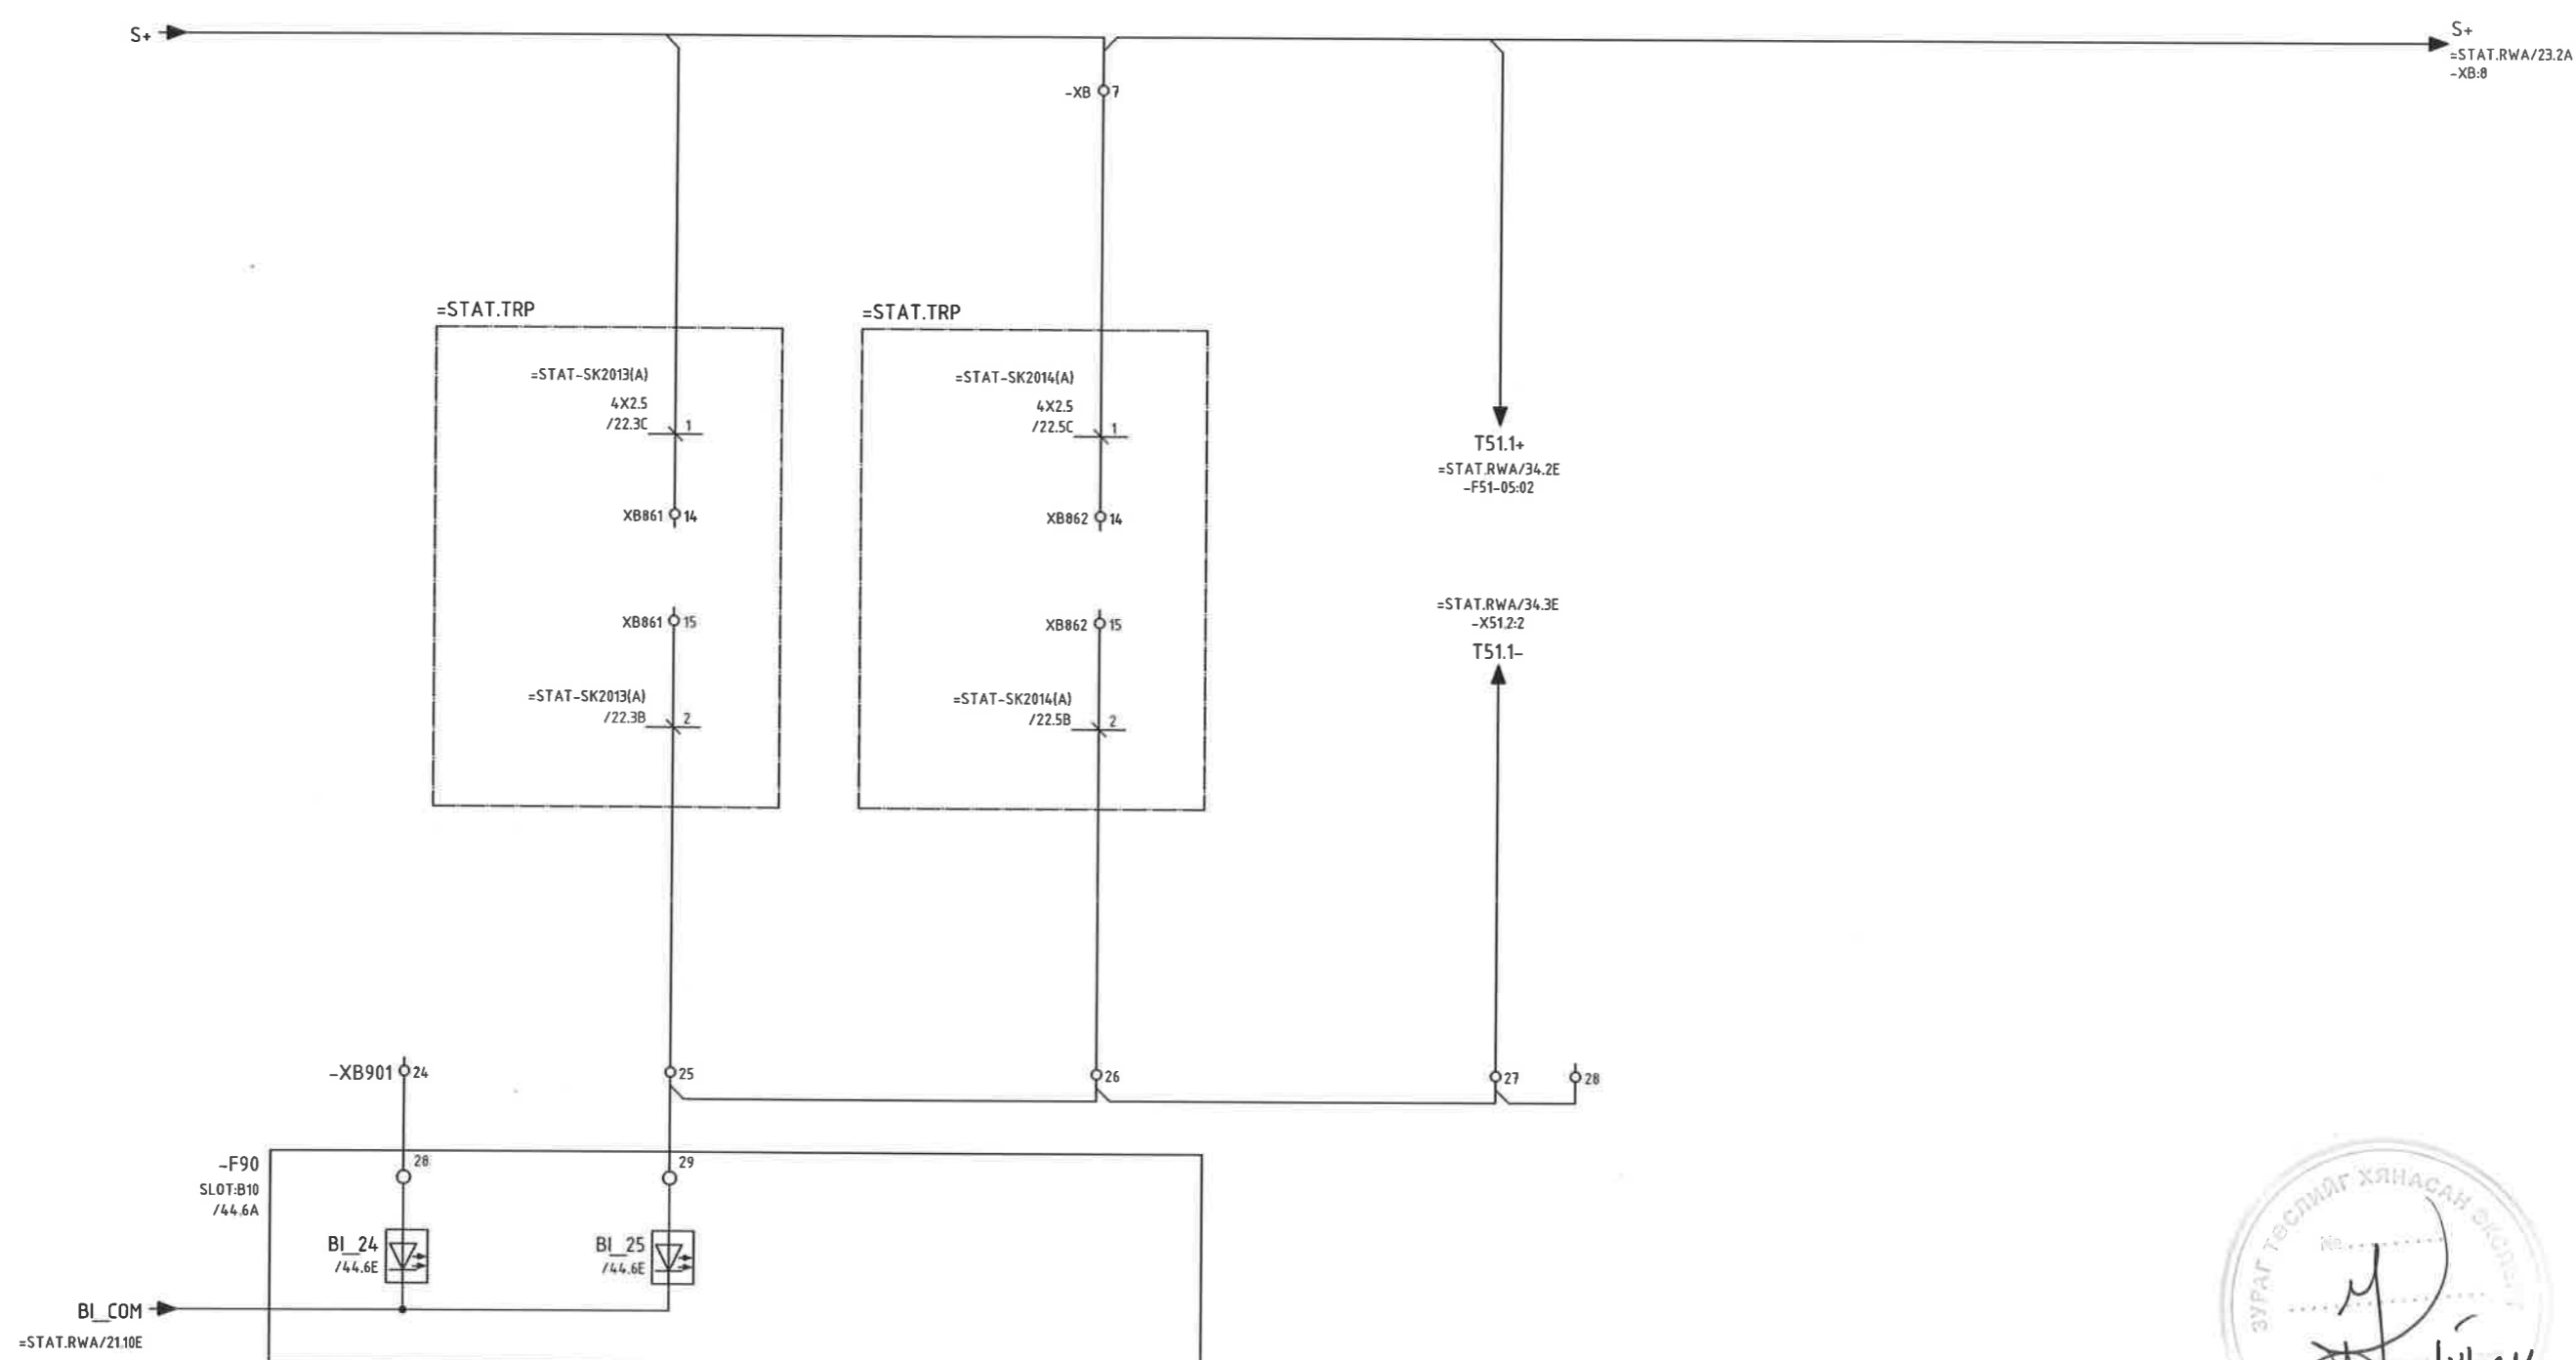 S+
S+
=STAT.RWA/23.2A
-XB:8
-XB 7
=STAT.TRP
=STAT.TRP
=STAT-SK2013(A)
4X2.5
/22.3C 1
=STAT-SK2014(A)
4X2.5
/22.5C 1
T51.1+
=STAT.RWA/34.2E
-F51-05:02
XB861 14
XB862 14
=STAT.RWA/34.3E
-X51.2:2
T51.1-
XB861 15
XB862 15
=STAT-SK2013(A)
/22.3B 2
=STAT-SK2014(A)
/22.5B 2
-XB901 24
25
26
27
28
-F90
SLOT:B10
/44.6A
28
29
BI_24
/44.6E
BI_25
/44.6E
BI_COM
=STAT.RWA/21.10E
ЗУРАГ ТӨСЛИЙГ ХЯНАСАН
№